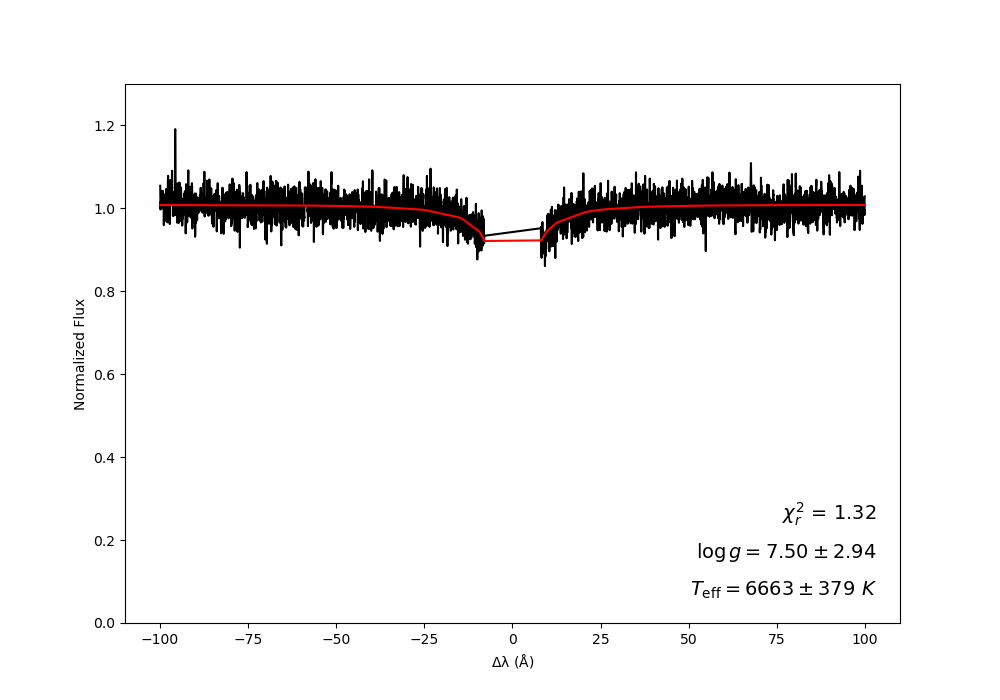 1.2
1.0
0.8
0.6
0.4
0.2
0.0
Normalized Flux
χ²ᵣ = 1.32
log g = 7.50 ± 2.94
T_eff = 6663 ± 379 K
−100 −75 −50 −25 0 25 50 75 100
Δλ (Å)